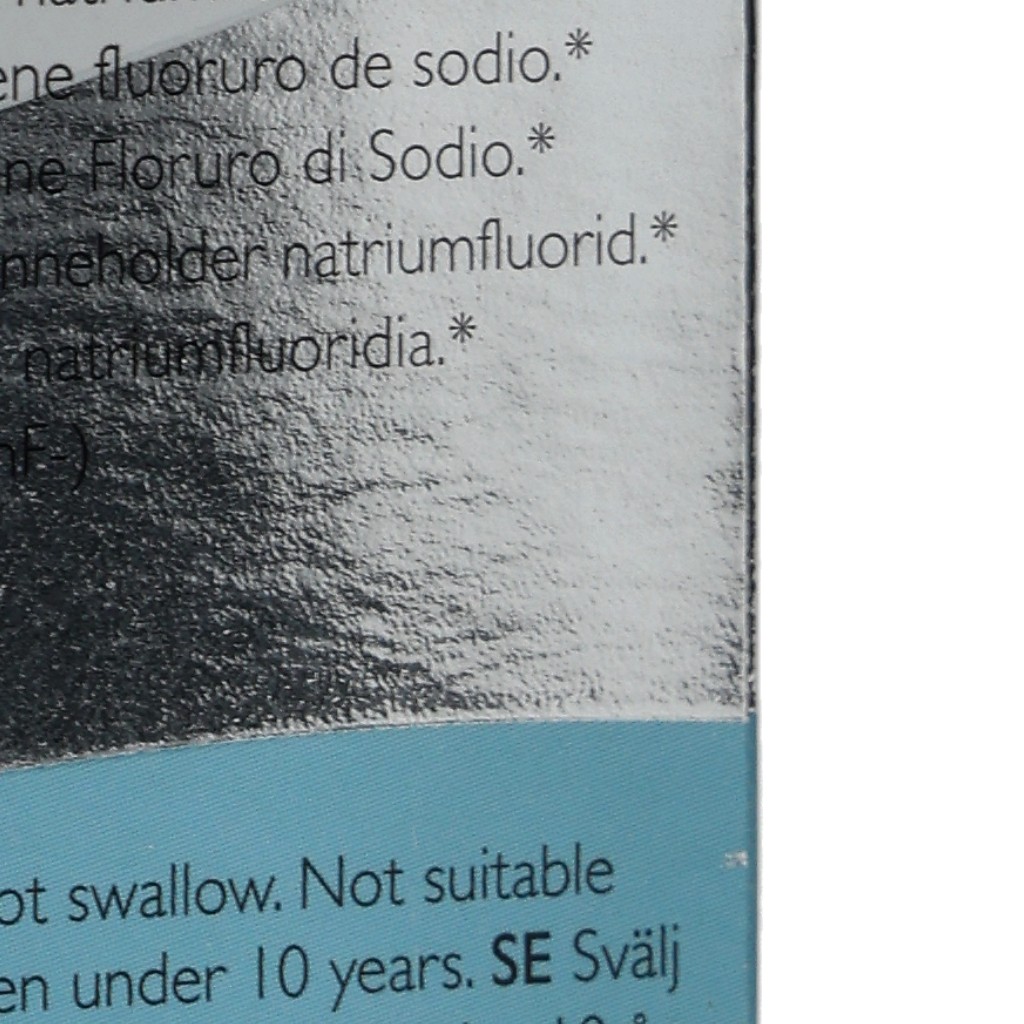 ene fluoruro de sodio.*
ne Floruro di Sodio.*
nneholder natriumfluorid.*
natriumfluoridia.*
nF-)
ot swallow. Not suitable
en under 10 years. SE Svälj